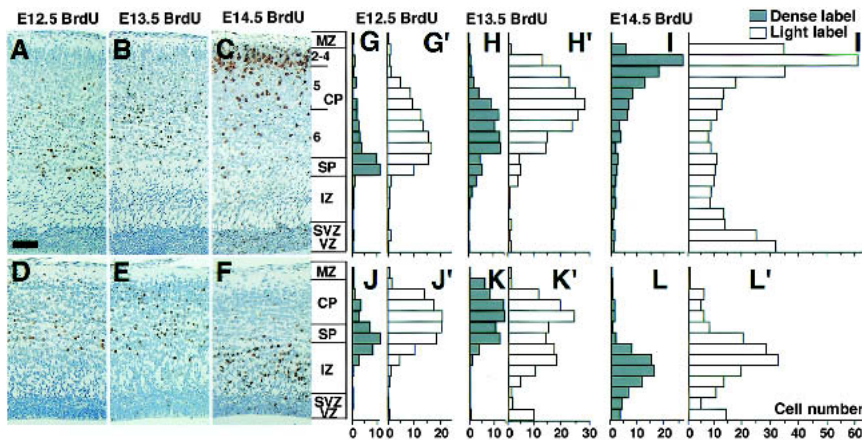 E12.5 BrdU E13.5 BrdU E14.5 BrdU E12.5 BrdU E13.5 BrdU E14.5 BrdU
Dense label
Light label
A B C MZ G G' H H' I I
2-4
5
CP
6
SP
IZ
SVZ
VZ
D E F MZ J J' K K' L L'
CP
SP
IZ
SVZ
VZ
Cell number
0 10 0 10 20 0 10 0 10 20 30 0 10 20 0 10 20 30 40 50 60